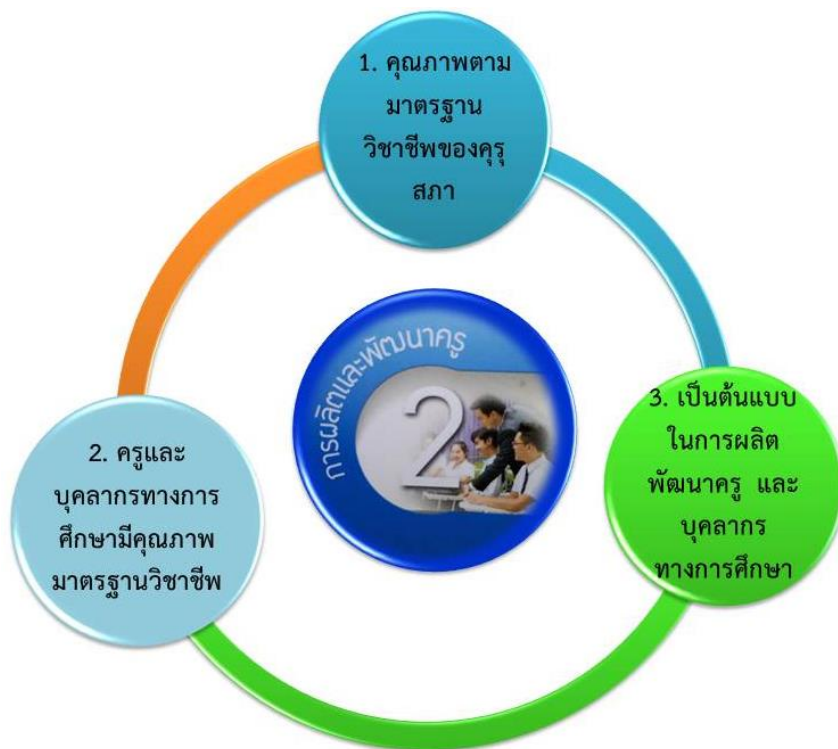 1. คุณภาพตาม
มาตรฐาน
วิชาชีพของคุรุ
สภา
การผลิตและพัฒนาครู
2
2. ครูและ
บุคลากรทางการ
ศึกษามีคุณภาพ
มาตรฐานวิชาชีพ
3. เป็นต้นแบบ
ในการผลิต
พัฒนาครู และ
บุคลากร
ทางการศึกษา